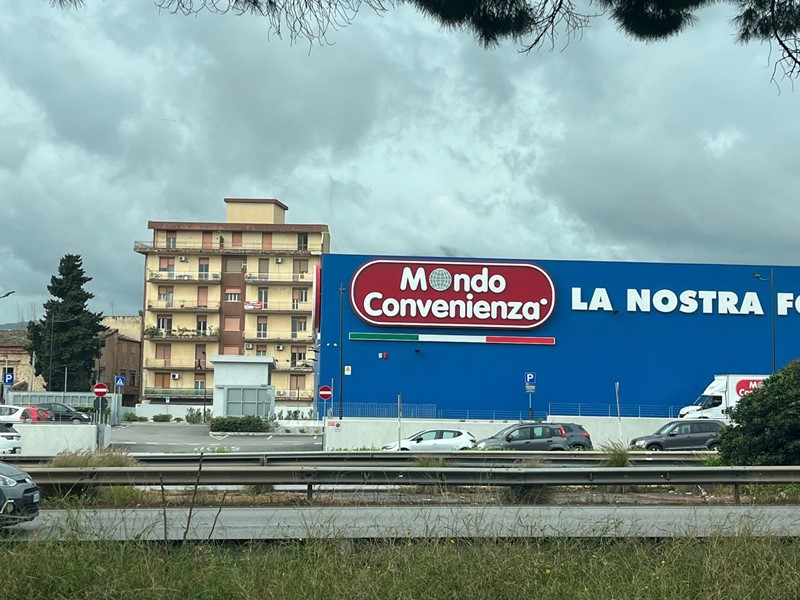 Mondo
Convenienza
LA NOSTRA
P
P